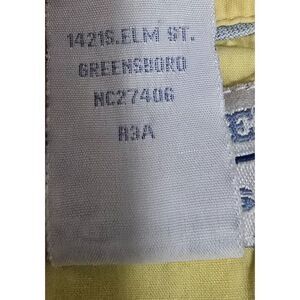 1421S.ELM ST.
GREENSBORO
NC27406
R3A